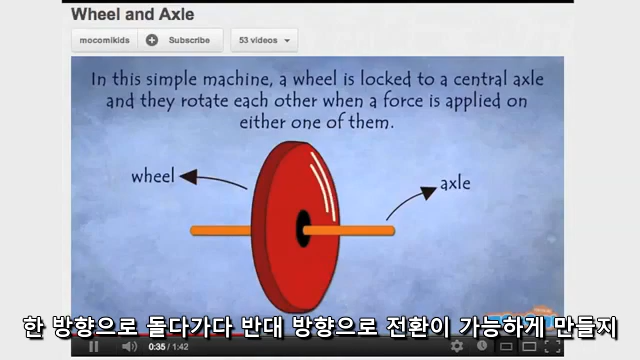 Wheel and Axle
mocomikids
Subscribe
53 videos
In this simple machine, a wheel is locked to a central axle
and they rotate each other when a force is applied on
either one of them.
wheel
axle
한 방향으로 돌다가다 반대 방향으로 전환이 가능하게 만들지
0:35 / 1:42